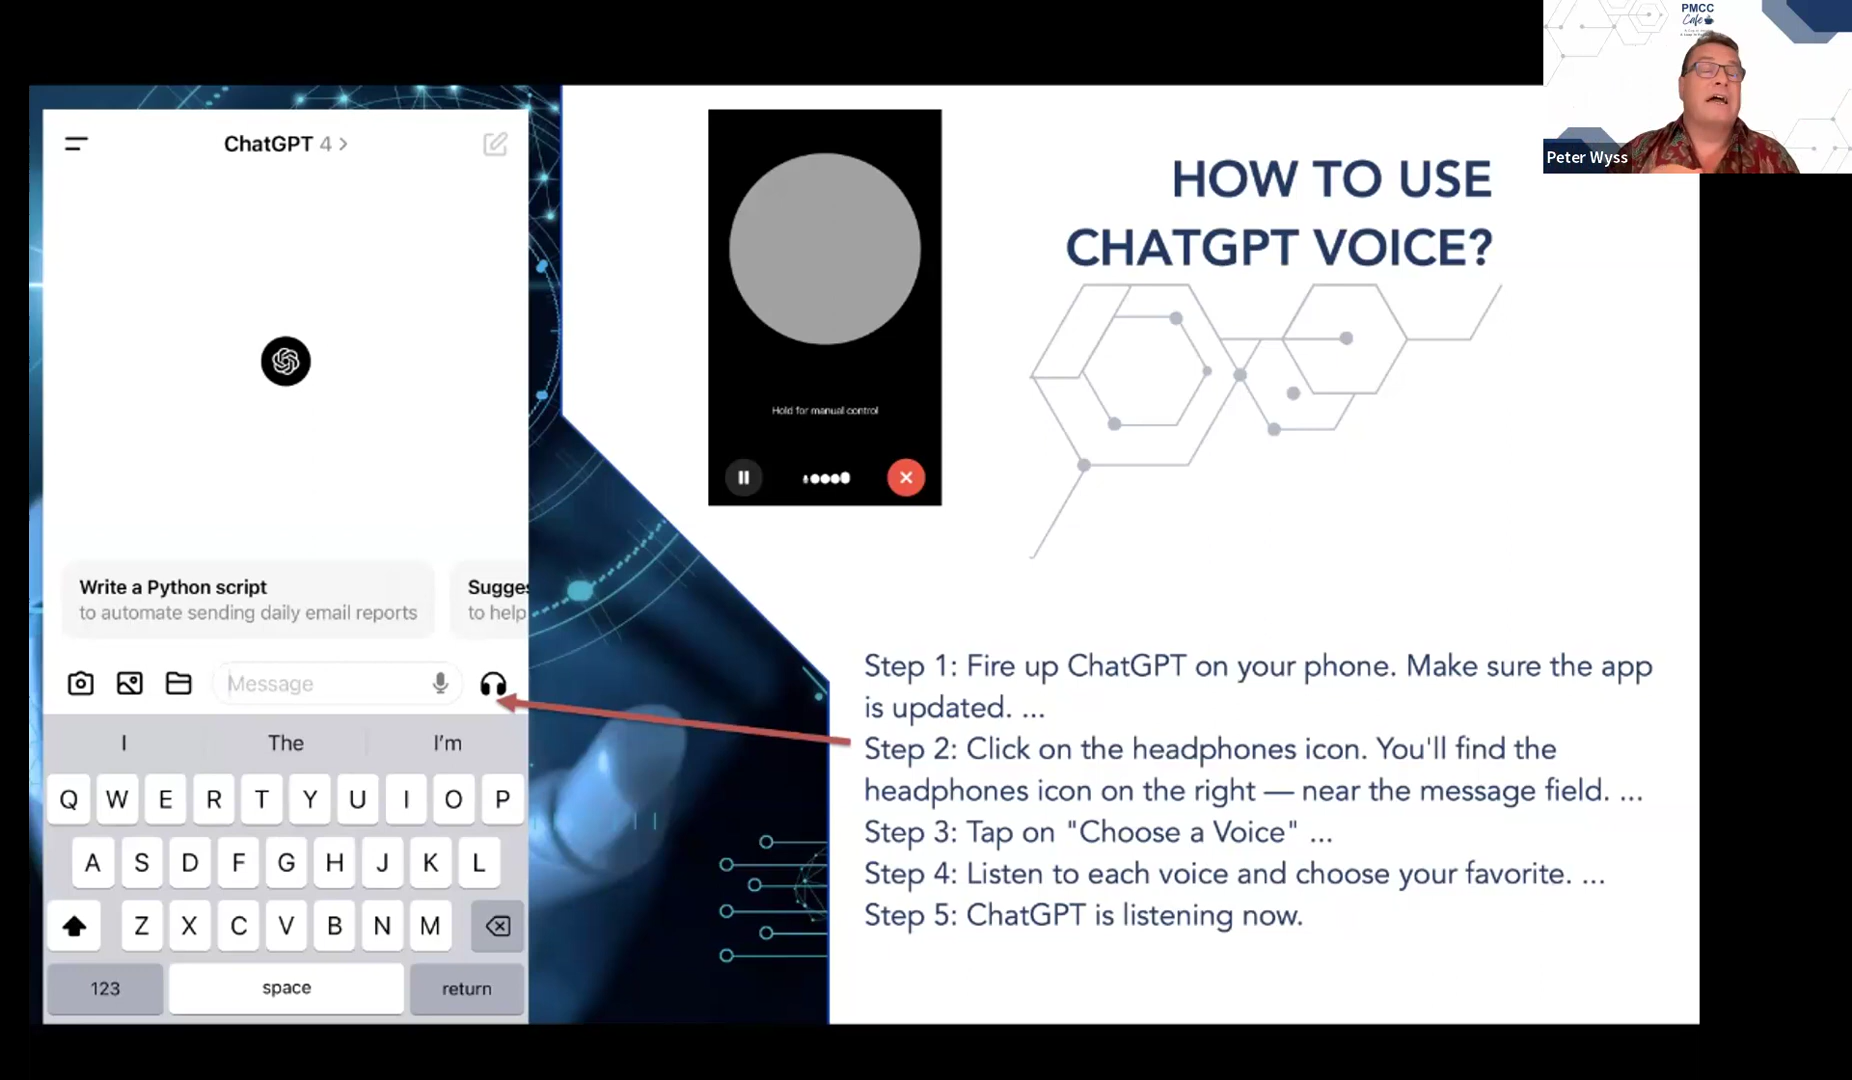 PMCC
Cafe
Peter Wyss
ChatGPT 4 >
HOW TO USE
CHATGPT VOICE?
Hold for manual control
Write a Python script
to automate sending daily email reports
Sugges
to help
Message
I The I'm
Q W E R T Y U I O P
A S D F G H J K L
Z X C V B N M
123 space return
Step 1: Fire up ChatGPT on your phone. Make sure the app
is updated. ...
Step 2: Click on the headphones icon. You'll find the
headphones icon on the right — near the message field. ...
Step 3: Tap on "Choose a Voice" ...
Step 4: Listen to each voice and choose your favorite. ...
Step 5: ChatGPT is listening now.